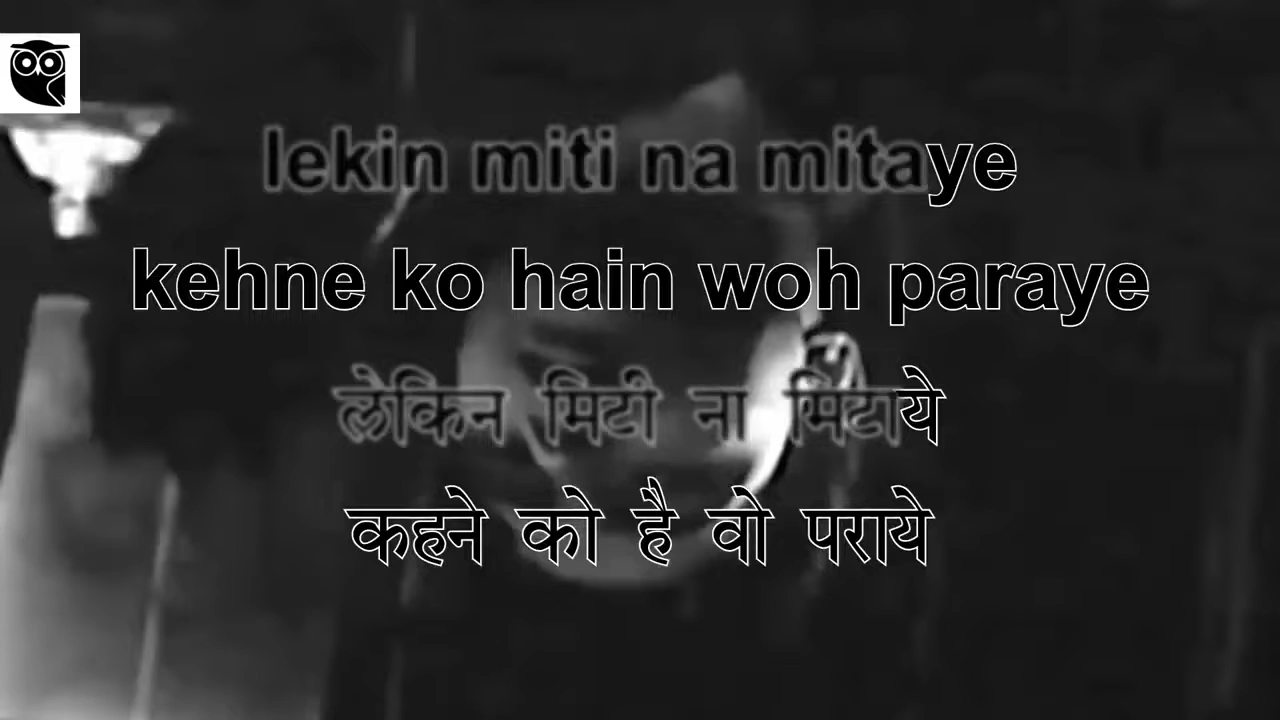 lekin miti na mitaye
kehne ko hain woh paraye
लेकिन मिटी ना मिटाये
कहने को है वो पराये